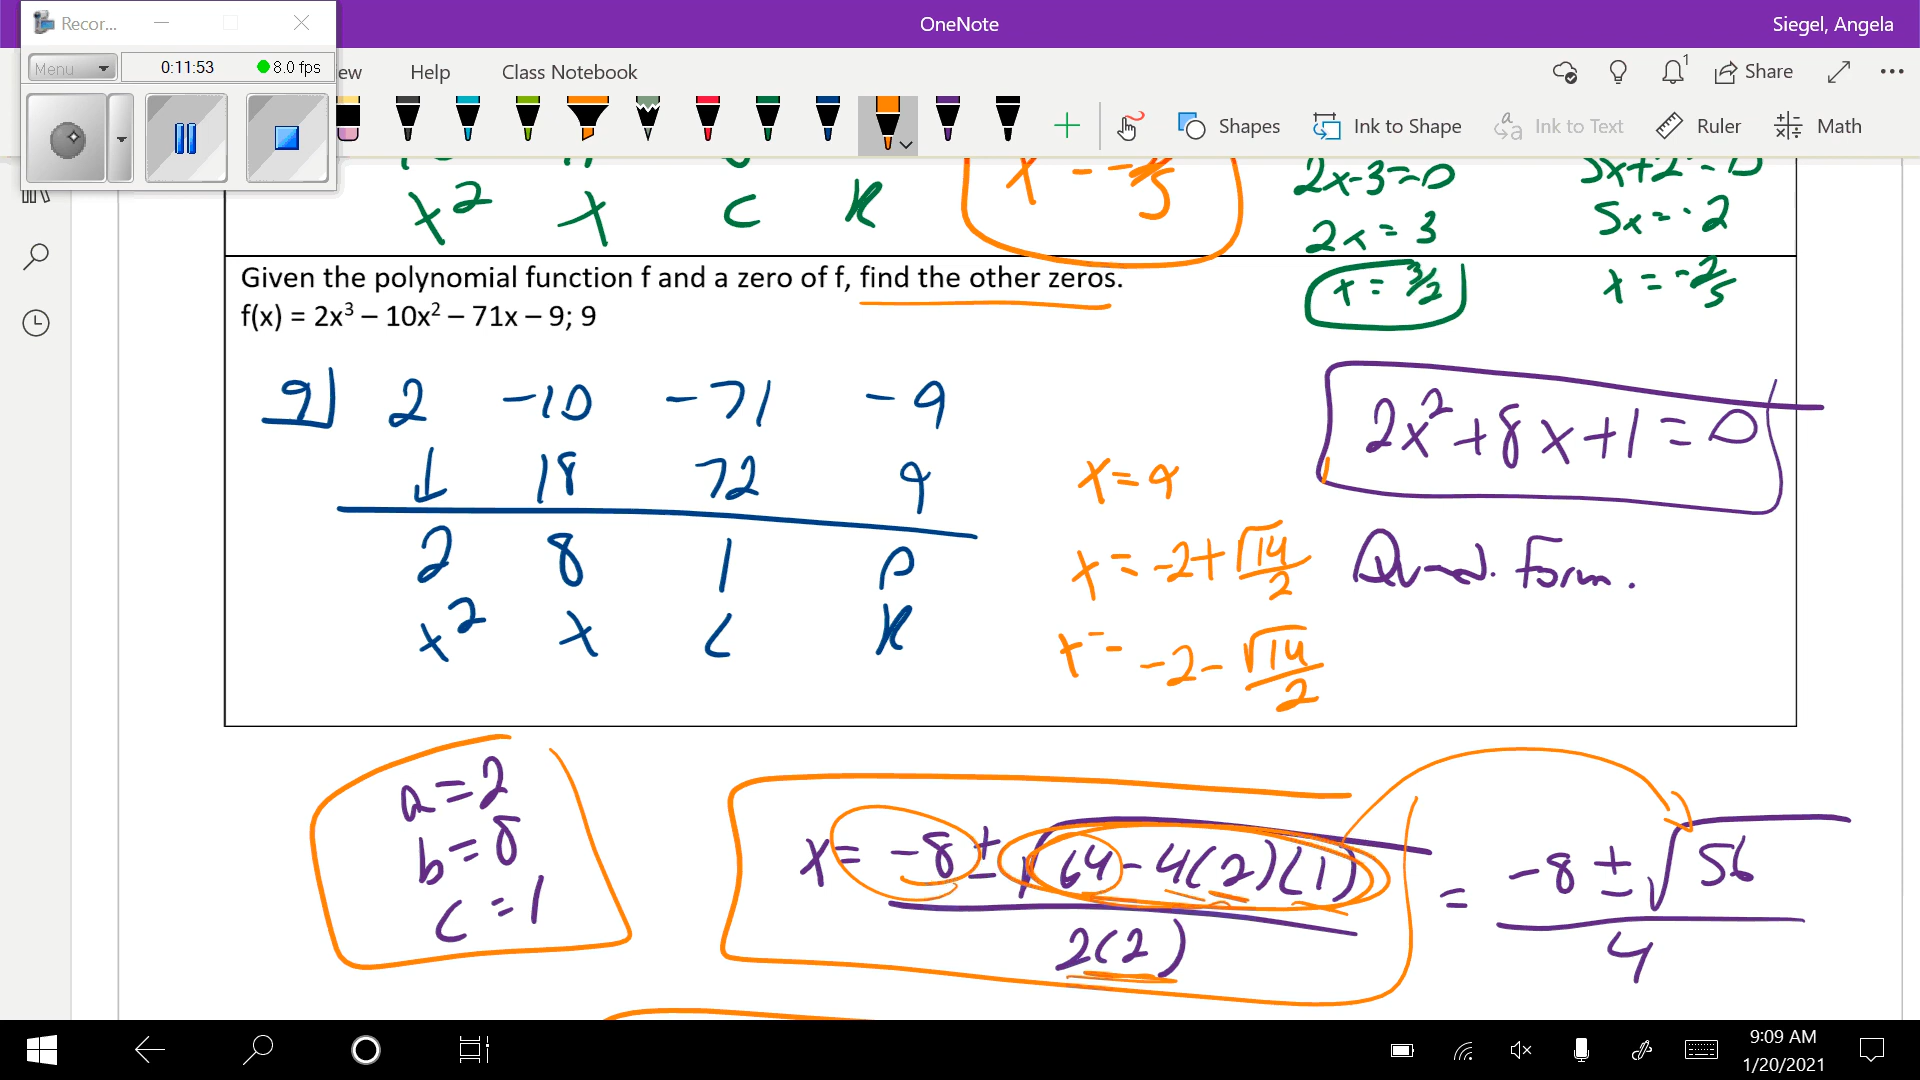 Recor...
OneNote
Siegel, Angela
Menu
0:11:53
8.0 fps
ew
Help
Class Notebook
1
Share
Shapes
Ink to Shape
Ink to Text
Ruler
Math
x²  x  c  R
2x-3=0
2x = 3
x = 3/2
5x+2=0
5x = -2
x = -2/5
Given the polynomial function f and a zero of f, find the other zeros.
f(x) = 2x³ – 10x² – 71x – 9; 9
9  2  -10  -71  -9
↓  18  72  9
2  8  1  0
x²  x  c  R
x = 9
x = -2 + √14/2
x = -2 - √14/2
2x² + 8x + 1 = 0
Quad. Form.
a = 2
b = 8
c = 1
x = -8 ± √64 - 4(2)(1) / 2(2) = -8 ± √56 / 4
9:09 AM
1/20/2021